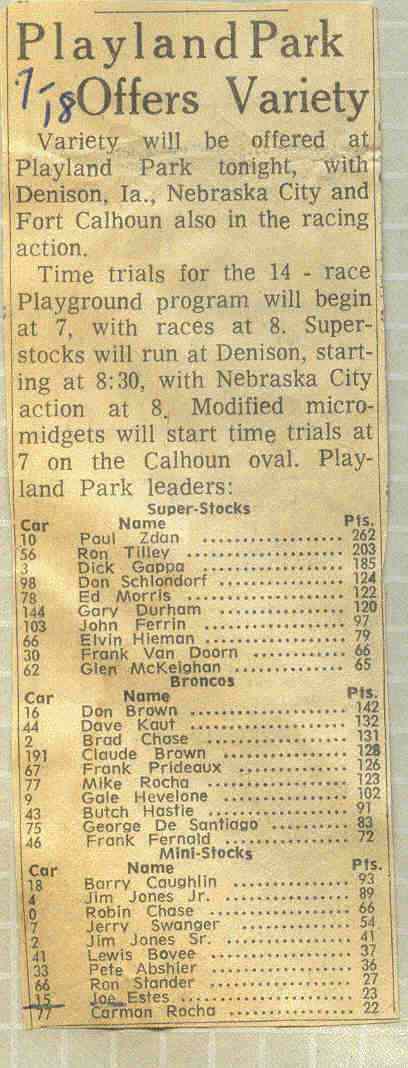 Playland Park
7/18 Offers Variety
Variety will be offered at
Playland Park tonight, with
Denison, Ia., Nebraska City and
Fort Calhoun also in the racing
action.
Time trials for the 14 - race
Playground program will begin
at 7, with races at 8. Super-
stocks will run at Denison, start-
ing at 8:30, with Nebraska City
action at 8. Modified micro-
midgets will start time trials at
7 on the Calhoun oval. Play-
land Park leaders:
Super-Stocks
Car Name Pts.
10 Paul Zdan .................. 262
56 Ron Tilley .................. 203
3 Dick Gappa .................. 185
98 Don Schlondorf ................ 124
78 Ed Morris .................. 122
144 Gary Durham ................ 120
103 John Ferrin .................. 97
66 Elvin Hieman .................. 79
30 Frank Van Doorn ............ 66
62 Glen McKeighan .............. 65
Broncos
Car Name Pts.
16 Don Brown .................... 142
44 Dave Kaut .................... 132
2 Brad Chase .................... 131
191 Claude Brown ................ 128
67 Frank Prideaux .............. 126
77 Mike Rocha .................. 123
9 Gale Hevelone ................ 102
43 Butch Hastie .................. 91
75 George De Santiago .......... 83
46 Frank Fernald ................ 72
Mini-Stocks
Car Name Pts.
18 Barry Caughlin .............. 93
4 Jim Jones Jr. ................ 89
0 Robin Chase .................. 66
7 Jerry Swanger ................ 54
2 Jim Jones Sr. ................ 41
41 Lewis Bovee .................. 37
33 Pete Abshier .................. 36
66 Ron Stander .................. 27
15 Joe Estes .................... 23
77 Carman Rocha ................ 22